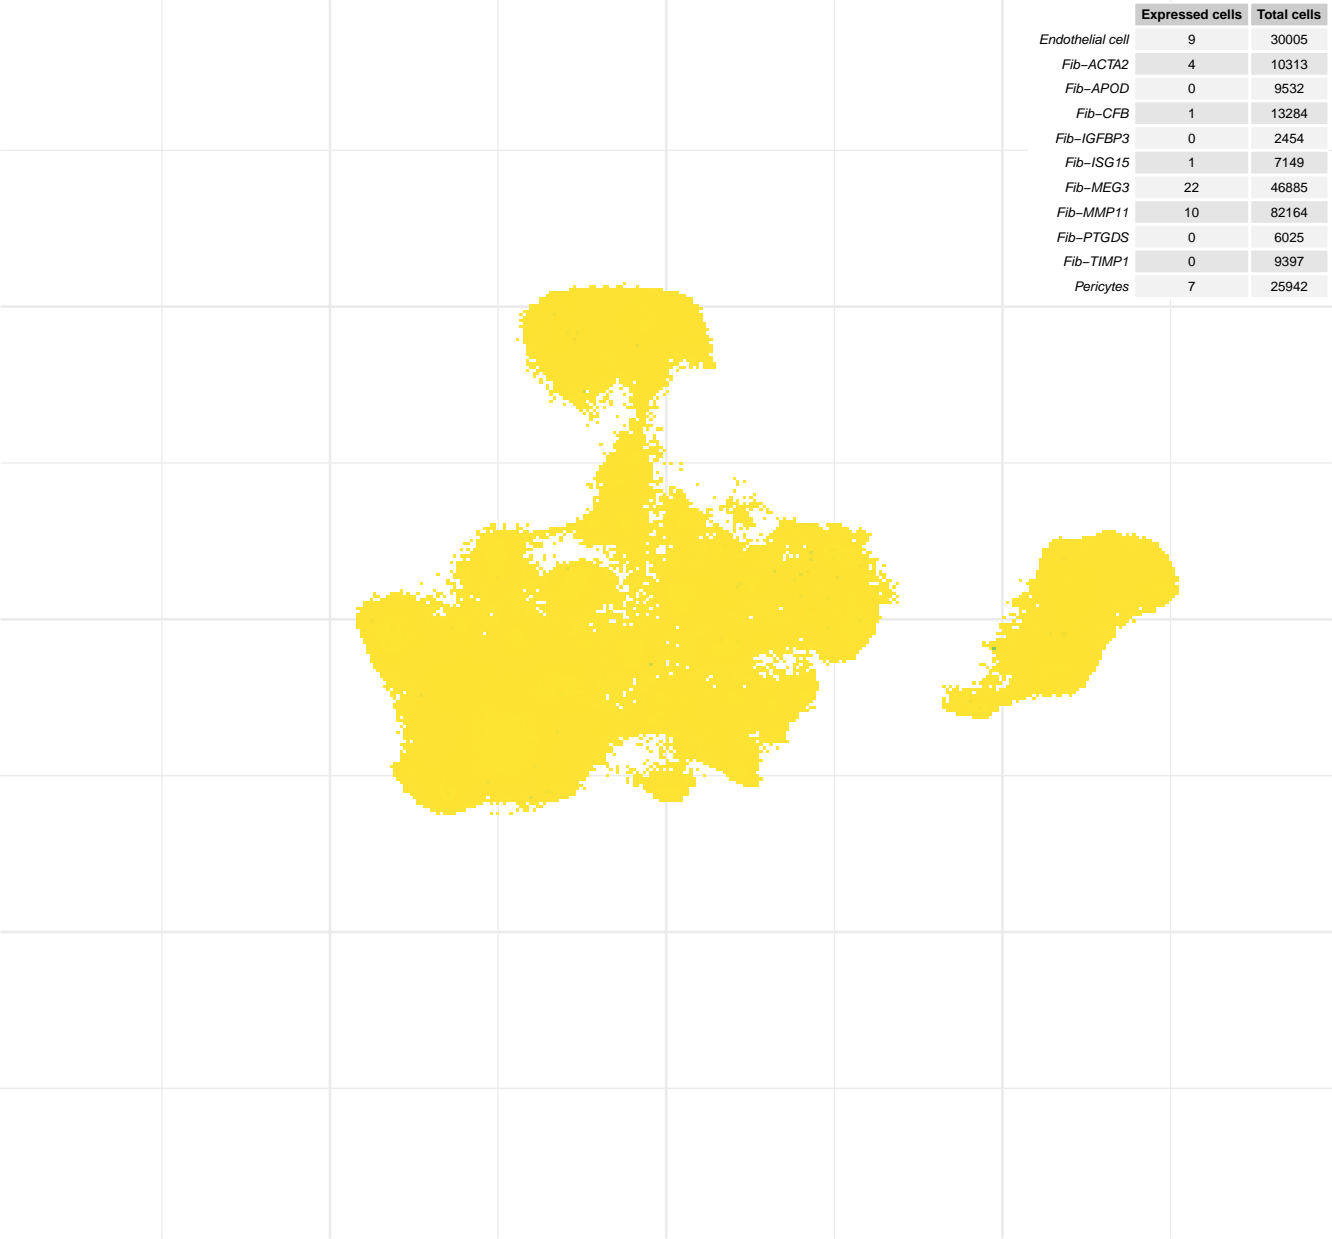 Expressed cells Total cells
Endothelial cell 9 30005
Fib−ACTA2 4 10313
Fib−APOD 0 9532
Fib−CFB 1 13284
Fib−IGFBP3 0 2454
Fib−ISG15 1 7149
Fib−MEG3 22 46885
Fib−MMP11 10 82164
Fib−PTGDS 0 6025
Fib−TIMP1 0 9397
Pericytes 7 25942